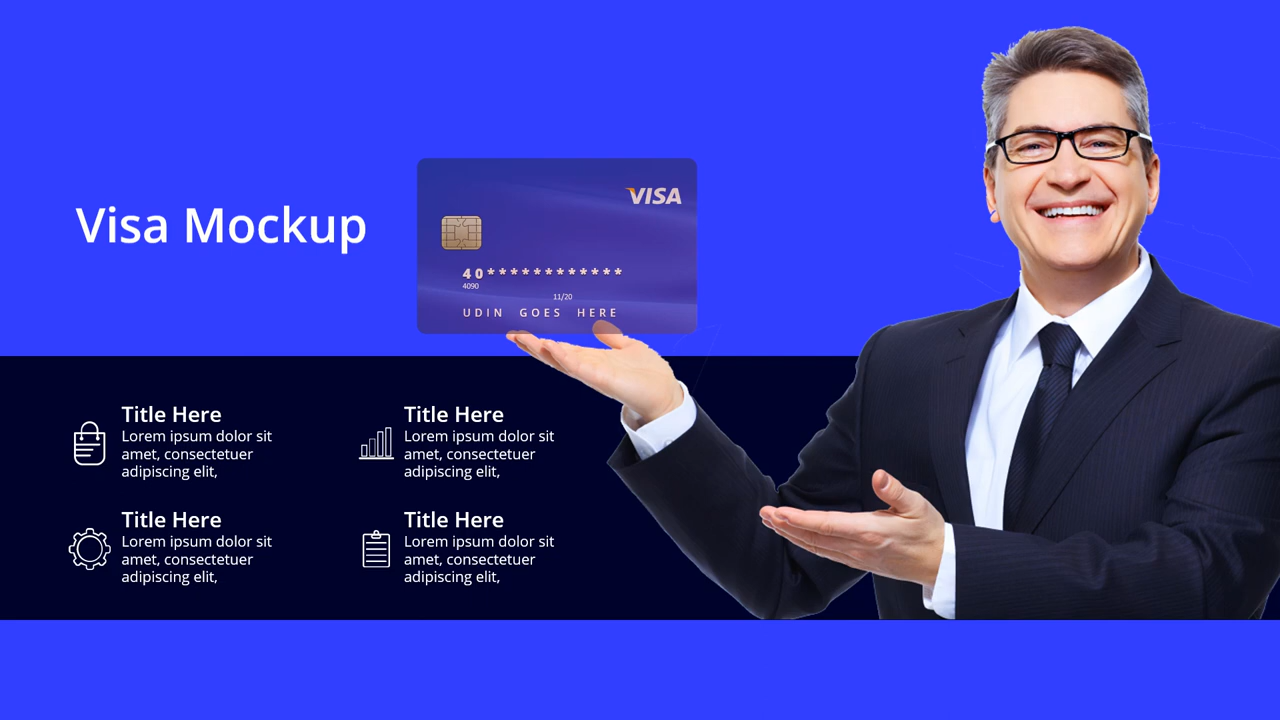 Visa Mockup
VISA
40************
4090
11/20
UDIN GOES HERE
Title Here
Lorem ipsum dolor sit
amet, consectetuer
adipiscing elit,
Title Here
Lorem ipsum dolor sit
amet, consectetuer
adipiscing elit,
Title Here
Lorem ipsum dolor sit
amet, consectetuer
adipiscing elit,
Title Here
Lorem ipsum dolor sit
amet, consectetuer
adipiscing elit,